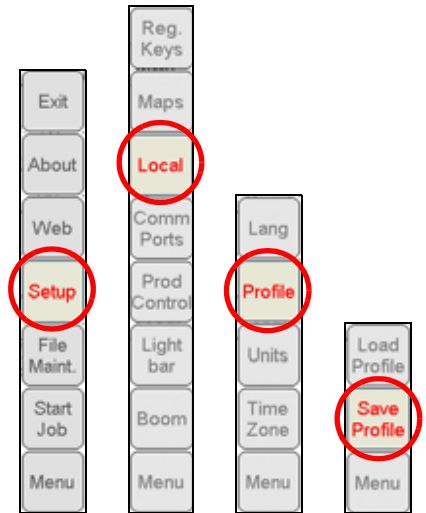 Exit
About
Web
Setup
File
Maint.
Start
Job
Menu
Reg.
Keys
Maps
Local
Comm
Ports
Prod
Control
Light
bar
Boom
Menu
Lang
Profile
Units
Time
Zone
Menu
Load
Profile
Save
Profile
Menu